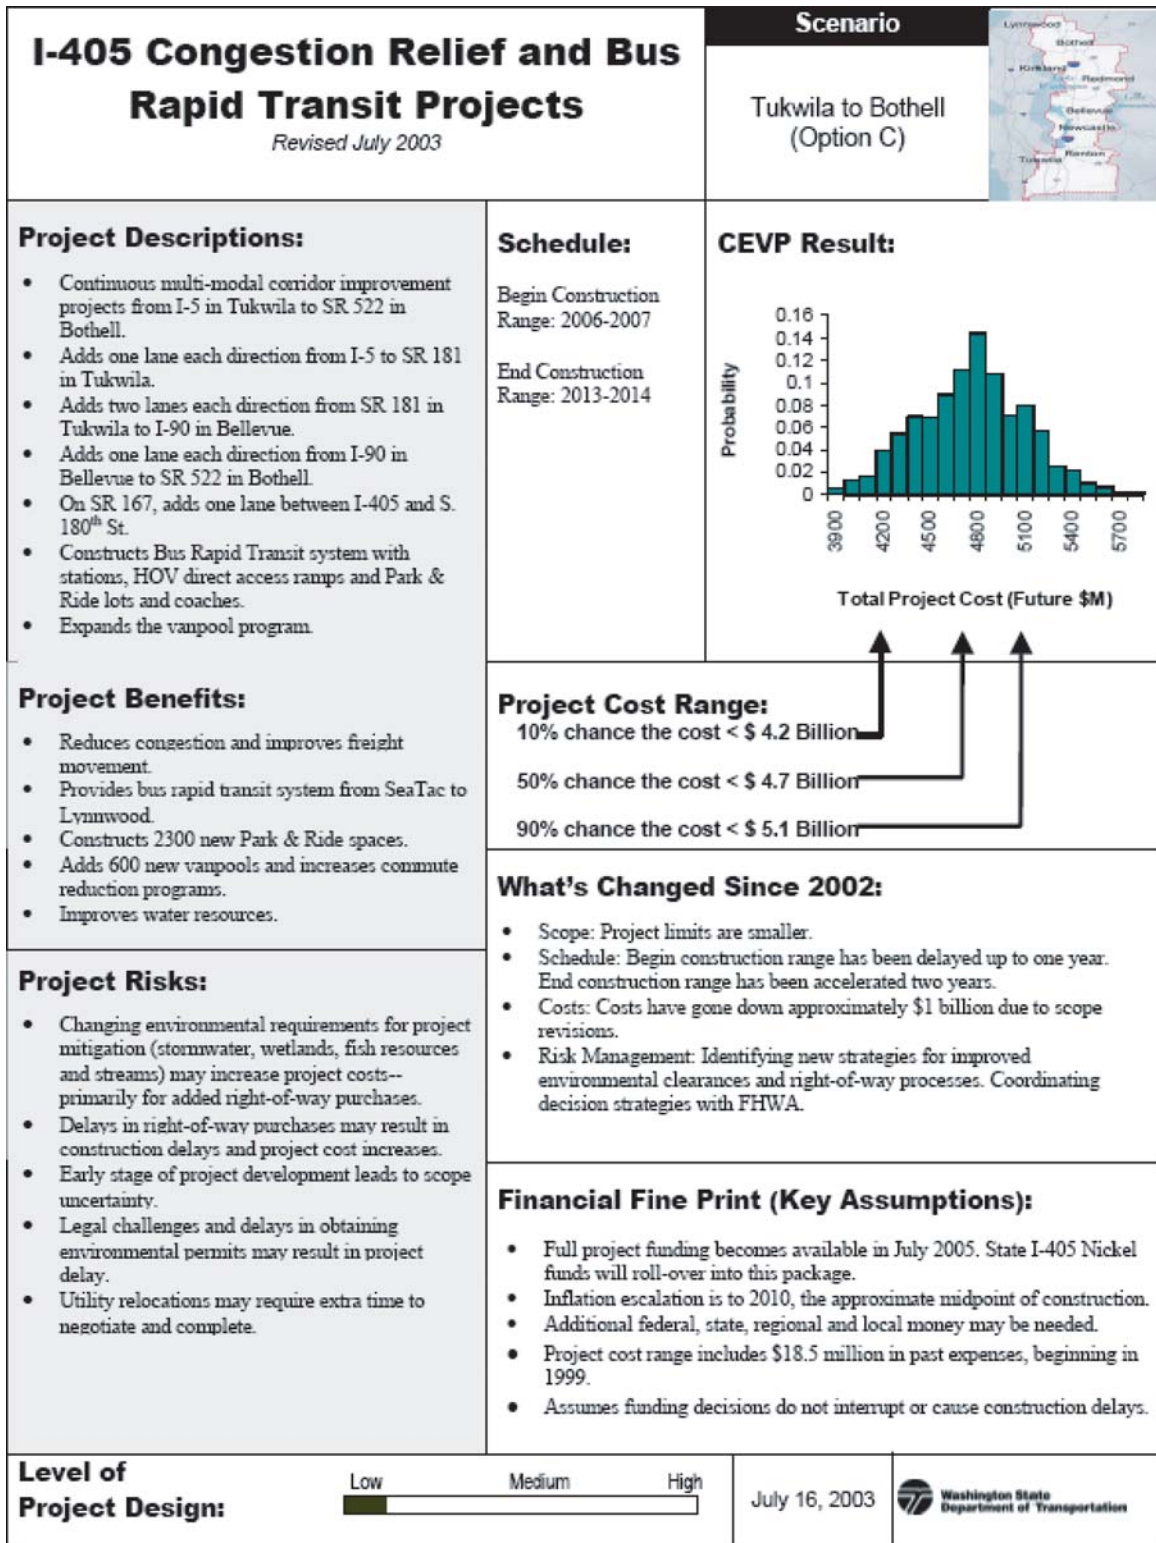 I-405 Congestion Relief and Bus
Rapid Transit Projects
Revised July 2003
Scenario
Tukwila to Bothell
(Option C)
Lynnwood
Bothell
Kirkland
Redmond
Bellevue
Newcastle
Renton
Tukwila
Project Descriptions:
• Continuous multi-modal corridor improvement
projects from I-5 in Tukwila to SR 522 in
Bothell.
• Adds one lane each direction from I-5 to SR 181
in Tukwila.
• Adds two lanes each direction from SR 181 in
Tukwila to I-90 in Bellevue.
• Adds one lane each direction from I-90 in
Bellevue to SR 522 in Bothell.
• On SR 167, adds one lane between I-405 and S.
180th St.
• Constructs Bus Rapid Transit system with
stations, HOV direct access ramps and Park &
Ride lots and coaches.
• Expands the vanpool program.
Schedule:
Begin Construction
Range: 2006-2007
End Construction
Range: 2013-2014
CEVP Result:
Probability
0.16
0.14
0.12
0.1
0.08
0.06
0.04
0.02
0
3900
4200
4500
4800
5100
5400
5700
Total Project Cost (Future $M)
Project Benefits:
• Reduces congestion and improves freight
movement.
• Provides bus rapid transit system from SeaTac to
Lynnwood.
• Constructs 2300 new Park & Ride spaces.
• Adds 600 new vanpools and increases commute
reduction programs.
• Improves water resources.
Project Cost Range:
10% chance the cost < $ 4.2 Billion
50% chance the cost < $ 4.7 Billion
90% chance the cost < $ 5.1 Billion
What's Changed Since 2002:
• Scope: Project limits are smaller.
• Schedule: Begin construction range has been delayed up to one year.
End construction range has been accelerated two years.
• Costs: Costs have gone down approximately $1 billion due to scope
revisions.
• Risk Management: Identifying new strategies for improved
environmental clearances and right-of-way processes. Coordinating
decision strategies with FHWA.
Project Risks:
• Changing environmental requirements for project
mitigation (stormwater, wetlands, fish resources
and streams) may increase project costs--
primarily for added right-of-way purchases.
• Delays in right-of-way purchases may result in
construction delays and project cost increases.
• Early stage of project development leads to scope
uncertainty.
• Legal challenges and delays in obtaining
environmental permits may result in project
delay.
• Utility relocations may require extra time to
negotiate and complete.
Financial Fine Print (Key Assumptions):
• Full project funding becomes available in July 2005. State I-405 Nickel
funds will roll-over into this package.
• Inflation escalation is to 2010, the approximate midpoint of construction.
• Additional federal, state, regional and local money may be needed.
• Project cost range includes $18.5 million in past expenses, beginning in
1999.
• Assumes funding decisions do not interrupt or cause construction delays.
Level of
Project Design:
Low
Medium
High
July 16, 2003
Washington State
Department of Transportation